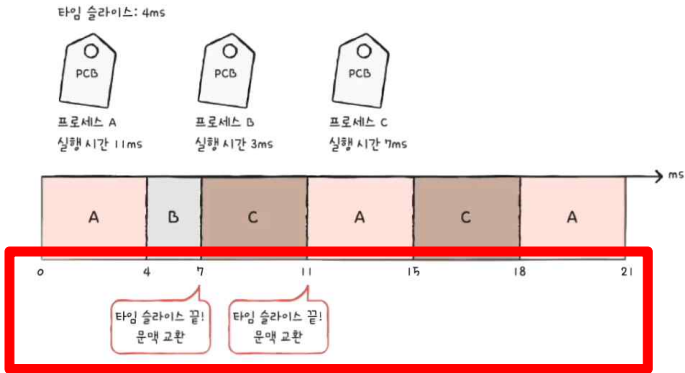 타임 슬라이스: 4ms
PCB
PCB
PCB
프로세스 A
실행 시간 11ms
프로세스 B
실행 시간 3ms
프로세스 C
실행 시간 7ms
ms
A
B
C
A
C
A
0
4
7
11
15
18
21
타임 슬라이스 끝!
문맥 교환
타임 슬라이스 끝!
문맥 교환